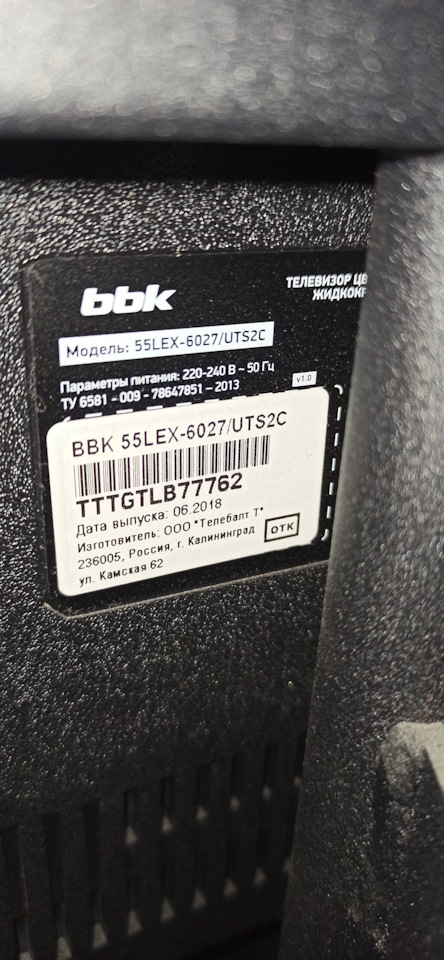 bbk
ТЕЛЕВИЗОР
Модель: 55LEX-6027/UTS2C
Параметры питания: 220-240 В ~ 50 Гц
ТУ 6581 - 009 - 78647851 - 2013
v1.0
BBK 55LEX-6027/UTS2C
TTTGTLB77762
Дата выпуска: 06.2018
Изготовитель: ООО "Телебалт Т"
236005, Россия, г. Калининград
ул. Камская 62
ОТК